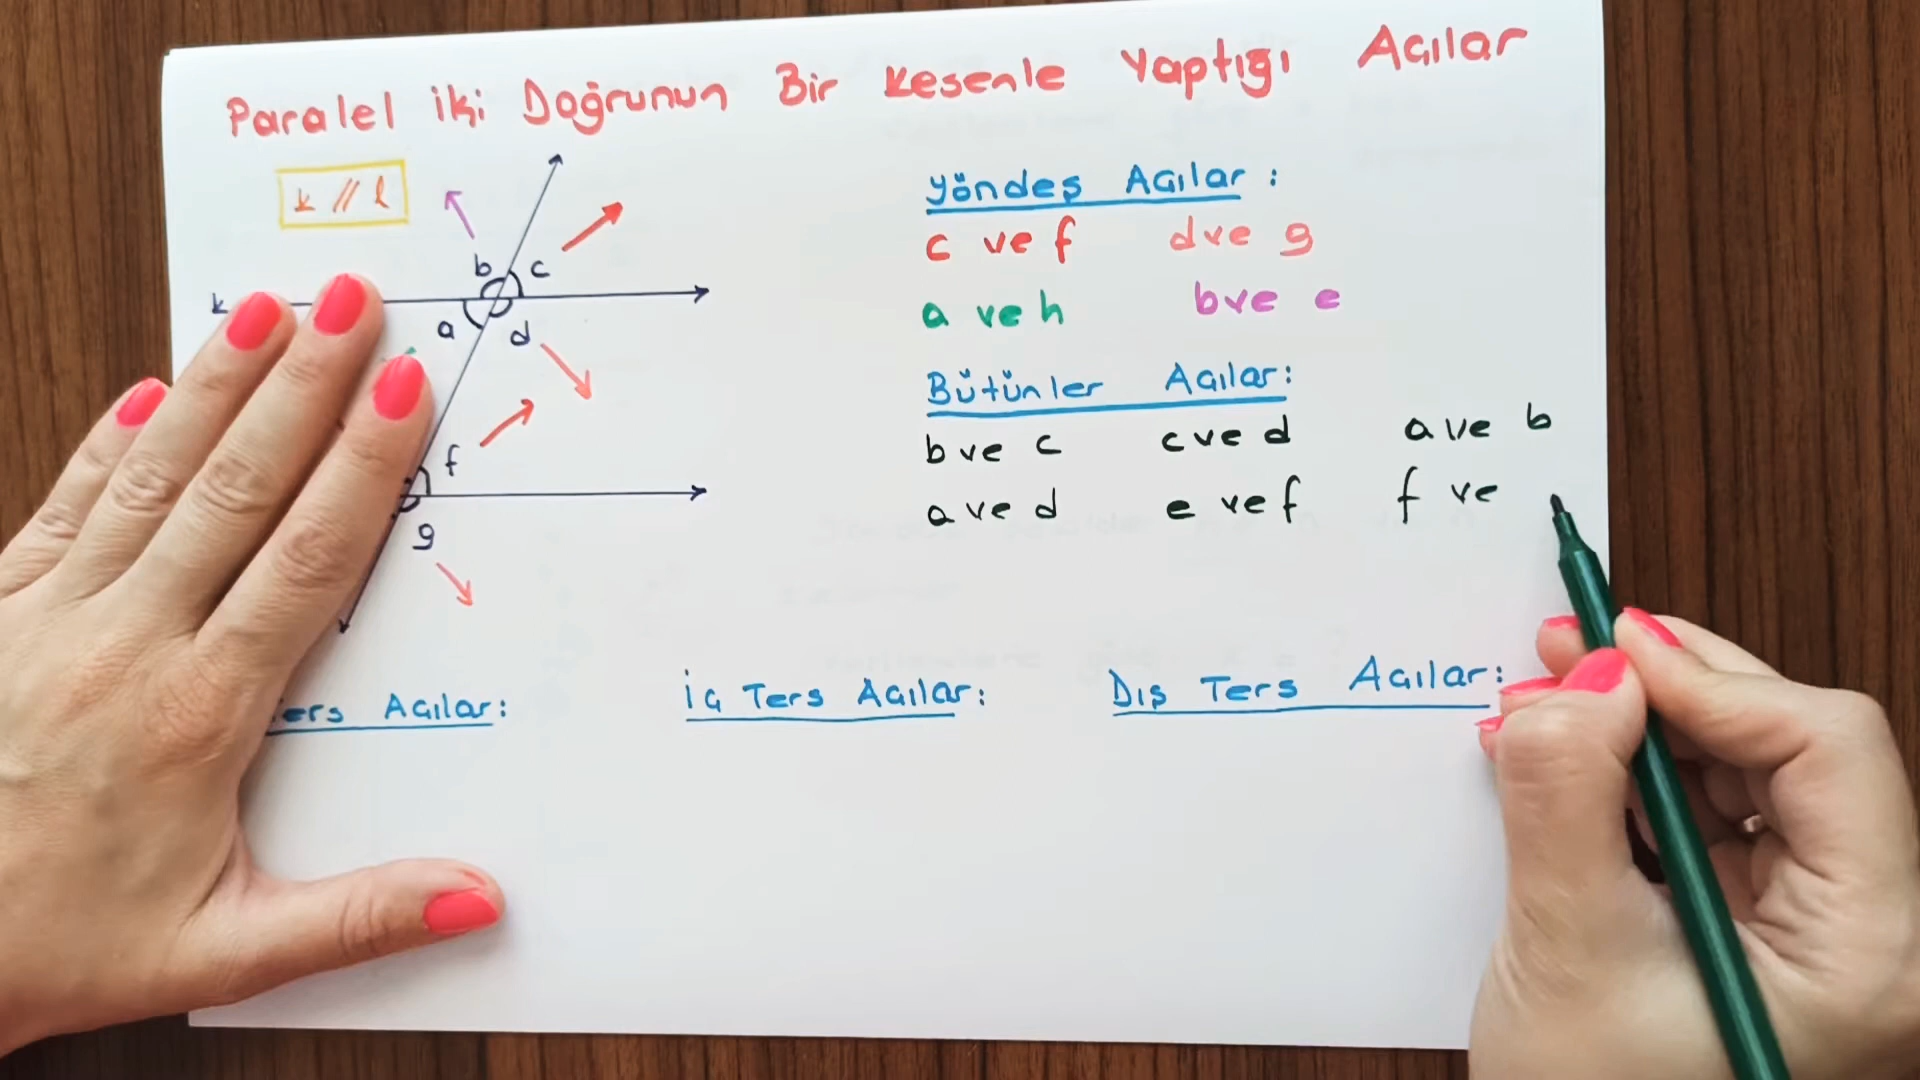 Paralel iki Doğrunun Bir Kesenle Yaptığı Açılar
k // l
b c
k
a d
f
g
Yöndeş Açılar :
c ve f d ve g
a ve h b ve e
Bütünler Açılar:
b ve c c ve d a ve b
a ve d e ve f f ve
Açılar:
İç Ters Açılar:
Dış Ters Açılar: